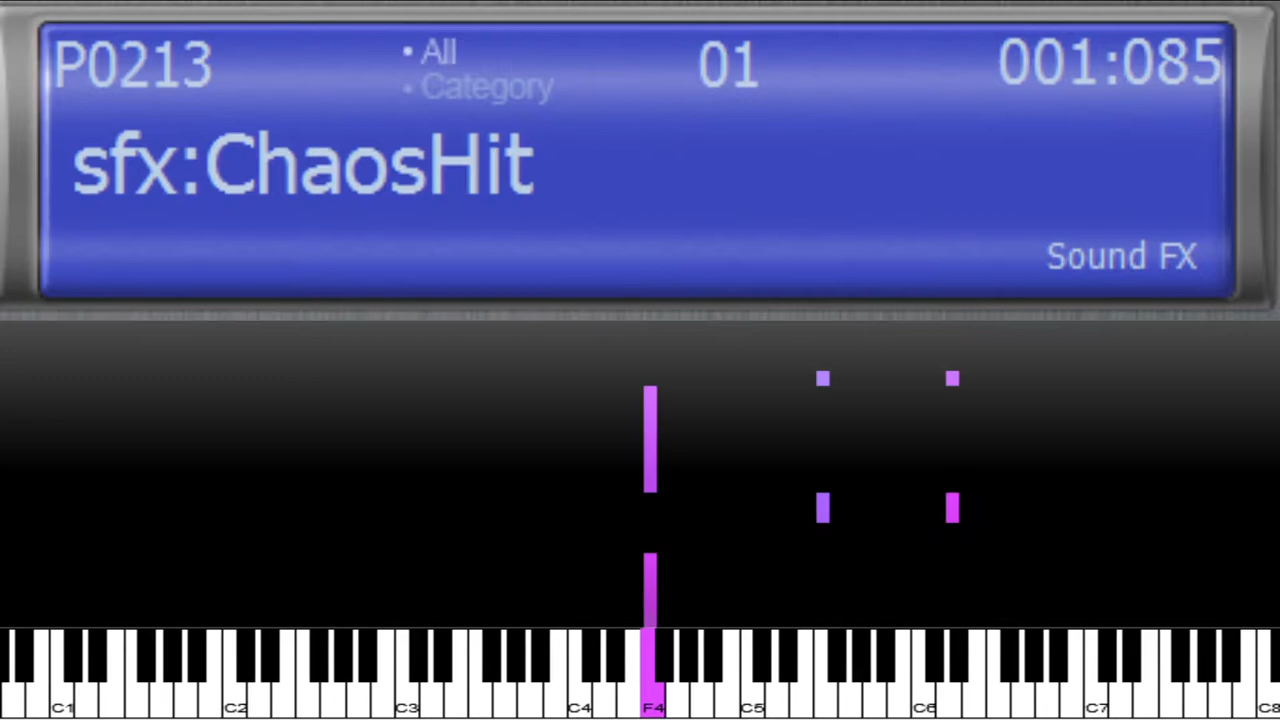 P0213
• All
• Category
01
001:085
sfx:ChaosHit
Sound FX
C1 C2 C3 C4 F4 C5 C6 C7 C8